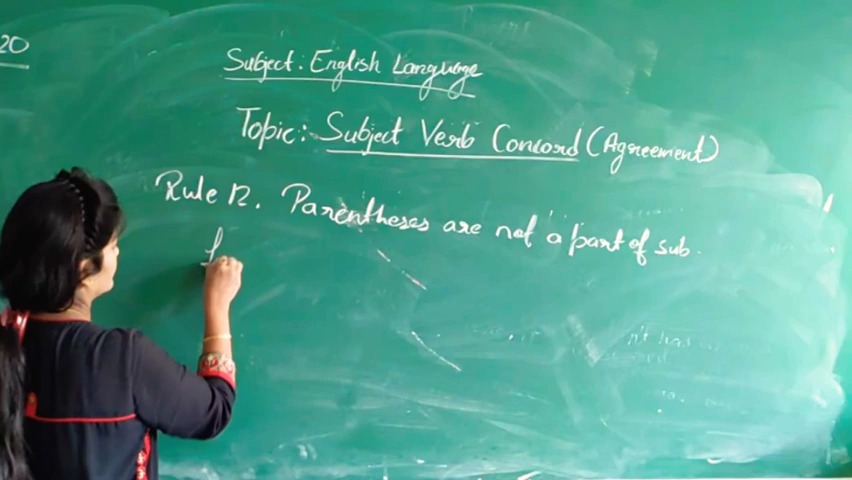 20
Subject: English Language
Topic: Subject Verb Concord (Agreement)
Rule 12. Parentheses are not a part of sub.